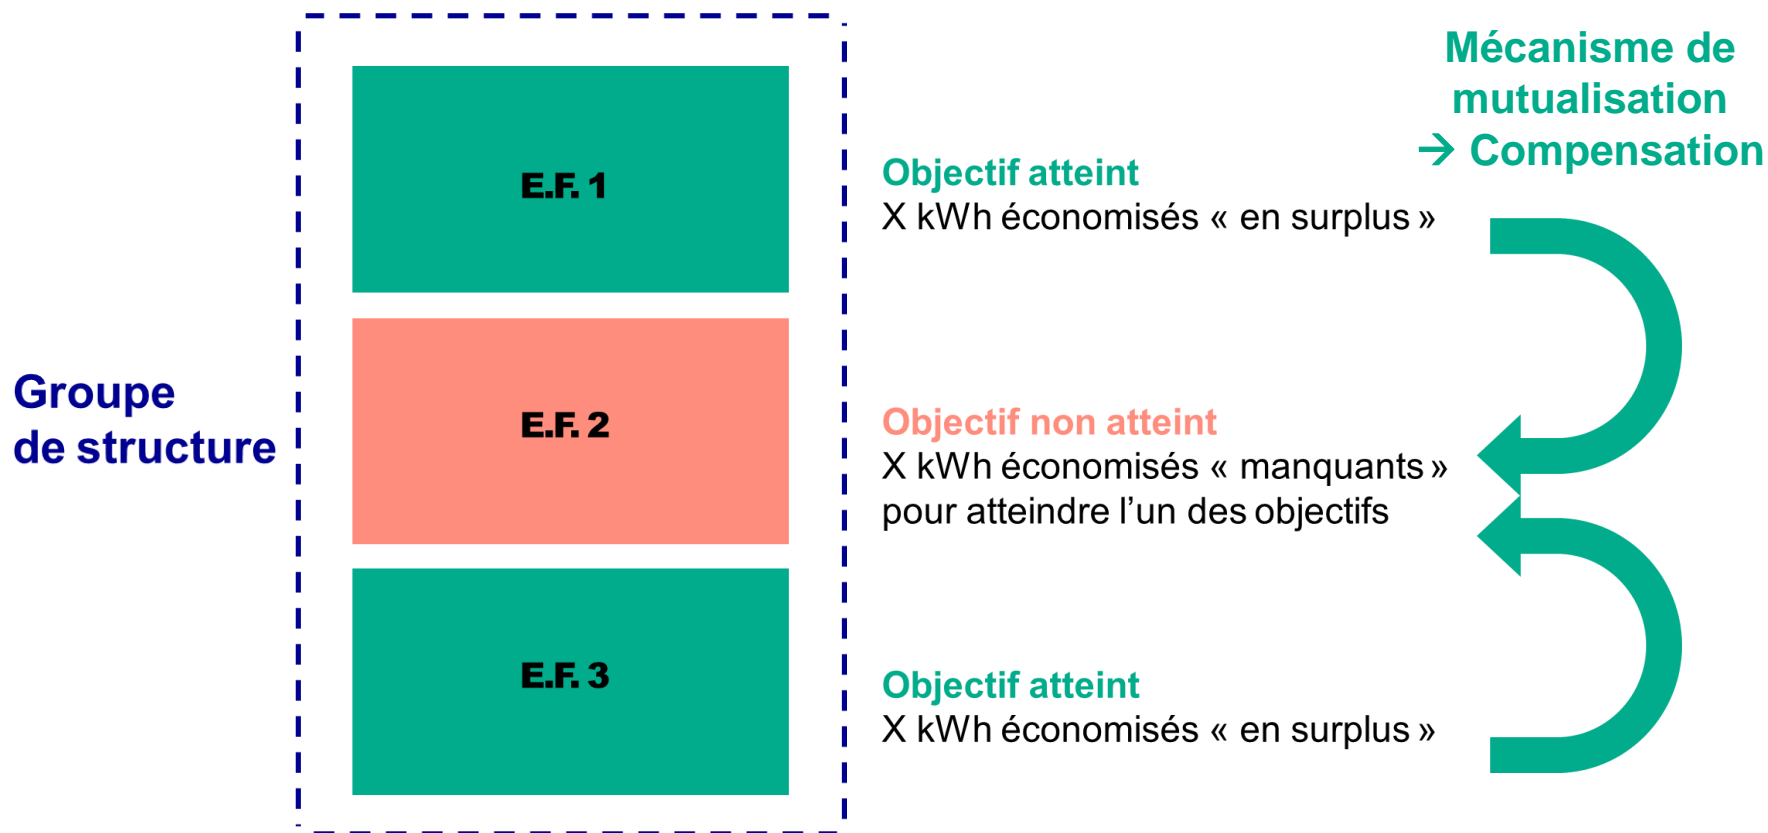 Mécanisme de
mutualisation
→ Compensation
E.F. 1
Objectif atteint
X kWh économisés « en surplus »
Groupe
de structure
E.F. 2
Objectif non atteint
X kWh économisés « manquants »
pour atteindre l’un des objectifs
E.F. 3
Objectif atteint
X kWh économisés « en surplus »